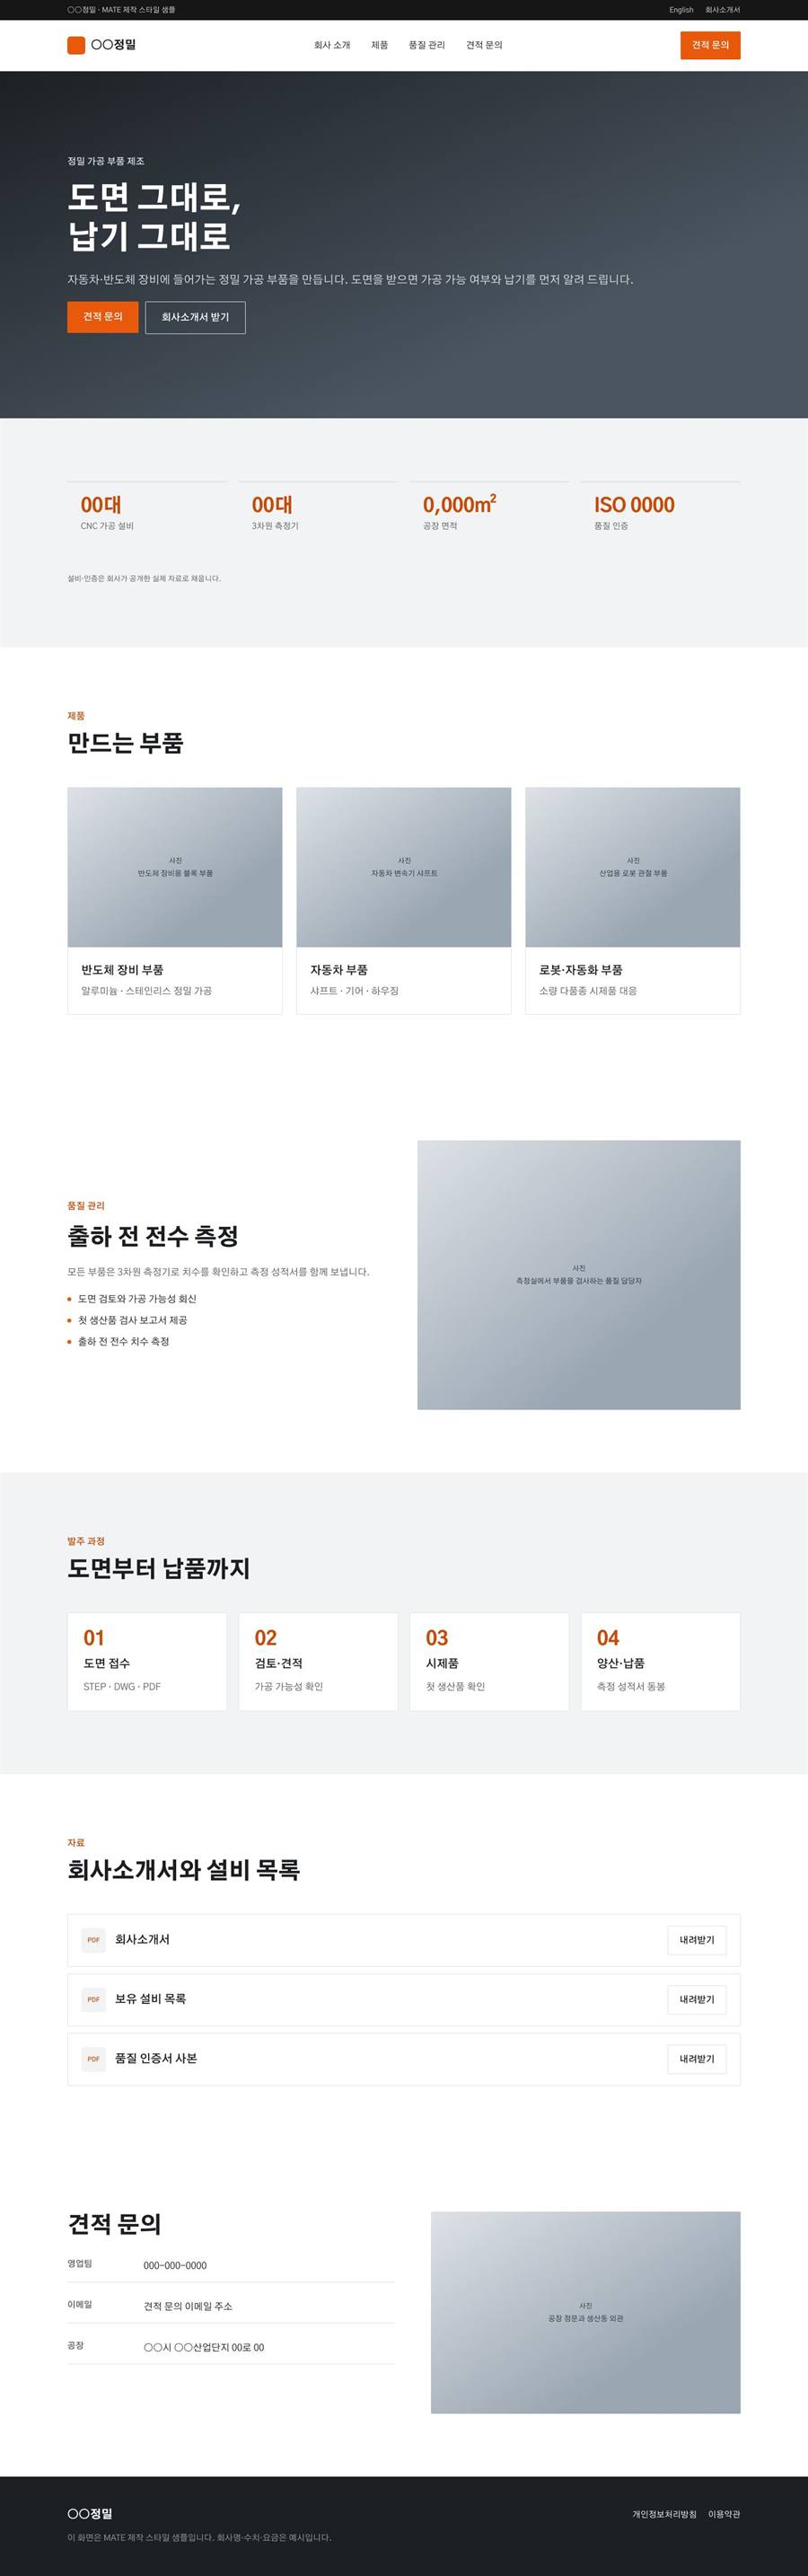 ○○정밀 · MATE 제작 스타일 샘플
English 회사소개서
○○정밀
회사 소개 제품 품질 관리 견적 문의
견적 문의
정밀 가공 부품 제조
도면 그대로,
납기 그대로
자동차·반도체 장비에 들어가는 정밀 가공 부품을 만듭니다. 도면을 받으면 가공 가능 여부와 납기를 먼저 알려 드립니다.
견적 문의 회사소개서 받기
00대
CNC 가공 설비
00대
3차원 측정기
0,000m²
공장 면적
ISO 0000
품질 인증
설비·인증은 회사가 공개한 실제 자료로 채웁니다.
제품
만드는 부품
사진
반도체 장비용 블록 부품
반도체 장비 부품
알루미늄 · 스테인리스 정밀 가공
사진
자동차 변속기 샤프트
자동차 부품
샤프트 · 기어 · 하우징
사진
산업용 로봇 관절 부품
로봇·자동화 부품
소량 다품종 시제품 대응
품질 관리
출하 전 전수 측정
모든 부품은 3차원 측정기로 치수를 확인하고 측정 성적서를 함께 보냅니다.
도면 검토와 가공 가능성 회신
첫 생산품 검사 보고서 제공
출하 전 전수 치수 측정
사진
측정실에서 부품을 검사하는 품질 담당자
발주 과정
도면부터 납품까지
01
도면 접수
STEP · DWG · PDF
02
검토·견적
가공 가능성 확인
03
시제품
첫 생산품 확인
04
양산·납품
측정 성적서 동봉
자료
회사소개서와 설비 목록
PDF 회사소개서 내려받기
PDF 보유 설비 목록 내려받기
PDF 품질 인증서 사본 내려받기
견적 문의
영업팀 000-000-0000
이메일 견적 문의 이메일 주소
공장 ○○시 ○○산업단지 00로 00
사진
공장 정문과 생산동 외관
○○정밀
개인정보처리방침 이용약관
이 화면은 MATE 제작 스타일 샘플입니다. 회사명·수치·요금은 예시입니다.